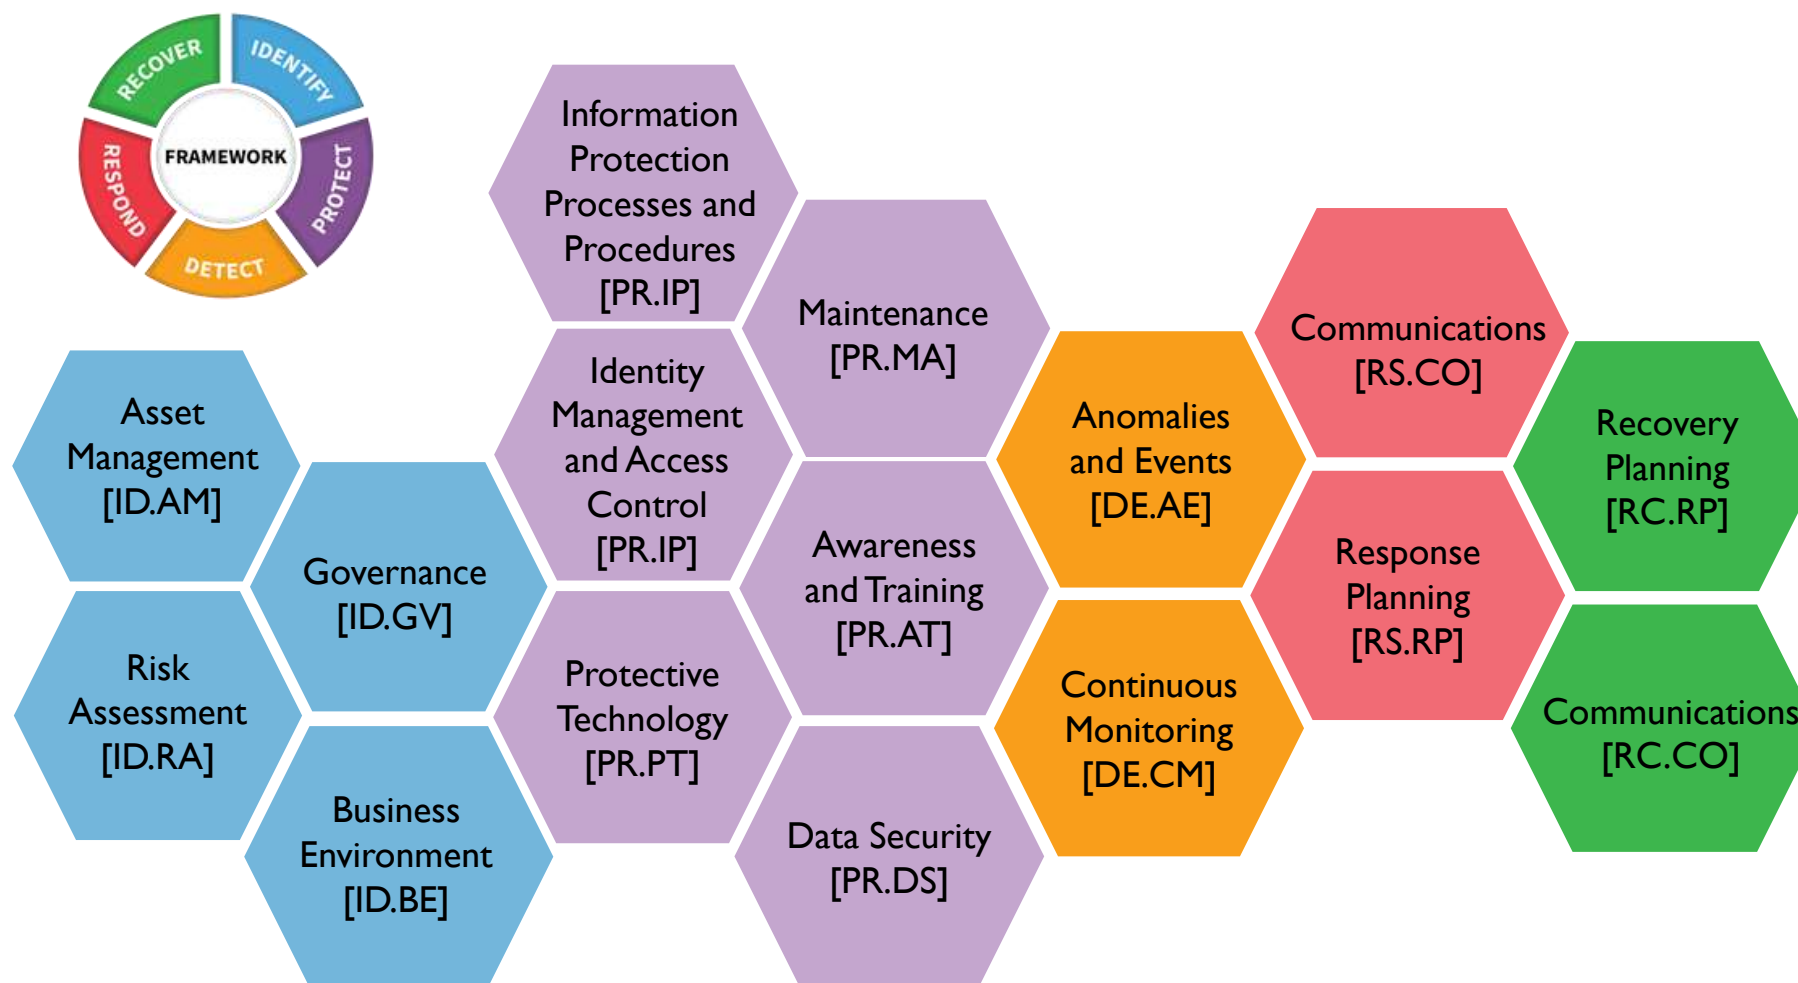 RECOVER
IDENTIFY
FRAMEWORK
RESPOND
PROTECT
DETECT
Asset
Management
[ID.AM]
Risk
Assessment
[ID.RA]
Governance
[ID.GV]
Business
Environment
[ID.BE]
Information
Protection
Processes and
Procedures
[PR.IP]
Identity
Management
and Access
Control
[PR.IP]
Protective
Technology
[PR.PT]
Maintenance
[PR.MA]
Awareness
and Training
[PR.AT]
Data Security
[PR.DS]
Anomalies
and Events
[DE.AE]
Continuous
Monitoring
[DE.CM]
Communications
[RS.CO]
Response
Planning
[RS.RP]
Recovery
Planning
[RC.RP]
Communications
[RC.CO]